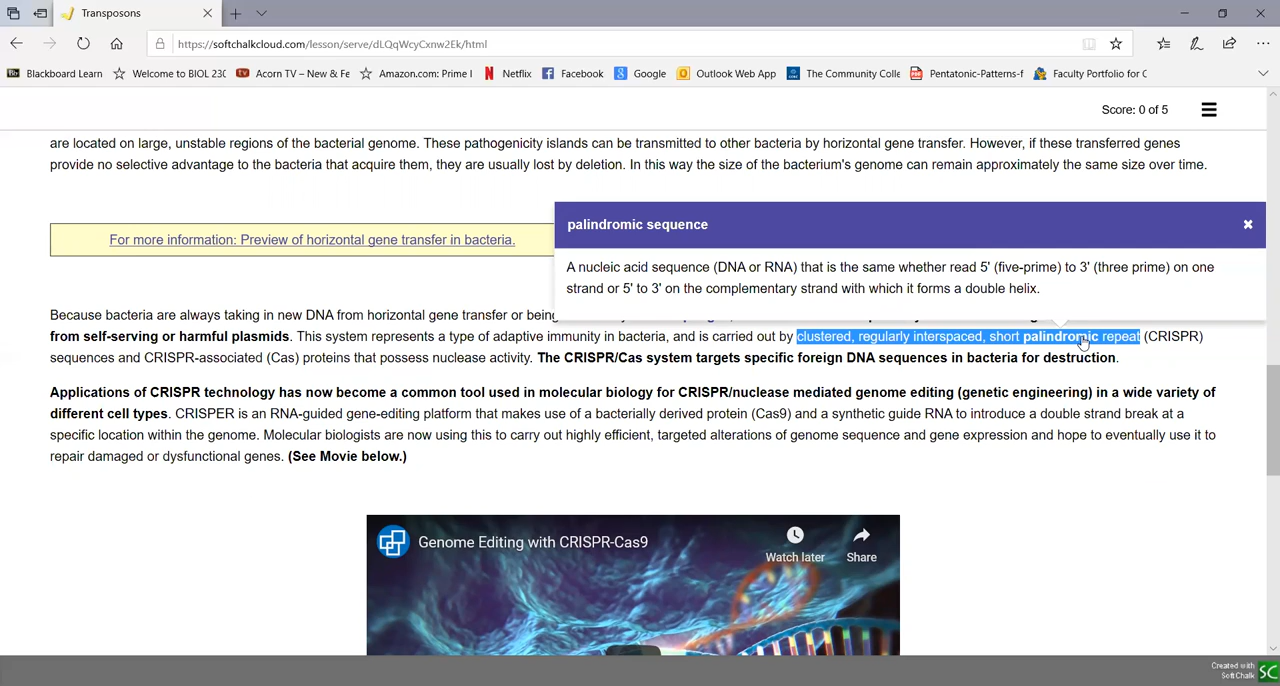 Transposons
https://softchalkcloud.com/lesson/serve/dLQqWcyCxnw2Ek/html
Blackboard Learn Welcome to BIOL 230 Acorn TV – New & Fe Amazon.com: Prime I Netflix Facebook Google Outlook Web App The Community Colle Pentatonic-Patterns-f Faculty Portfolio for C
Score: 0 of 5
are located on large, unstable regions of the bacterial genome. These pathogenicity islands can be transmitted to other bacteria by horizontal gene transfer. However, if these transferred genes
provide no selective advantage to the bacteria that acquire them, they are usually lost by deletion. In this way the size of the bacterium's genome can remain approximately the same size over time.
palindromic sequence
For more information: Preview of horizontal gene transfer in bacteria.
A nucleic acid sequence (DNA or RNA) that is the same whether read 5' (five-prime) to 3' (three prime) on one
strand or 5' to 3' on the complementary strand with which it forms a double helix.
Because bacteria are always taking in new DNA from horizontal gene transfer or being
from self-serving or harmful plasmids. This system represents a type of adaptive immunity in bacteria, and is carried out by clustered, regularly interspaced, short palindromic repeat (CRISPR)
sequences and CRISPR-associated (Cas) proteins that possess nuclease activity. The CRISPR/Cas system targets specific foreign DNA sequences in bacteria for destruction.
Applications of CRISPR technology has now become a common tool used in molecular biology for CRISPR/nuclease mediated genome editing (genetic engineering) in a wide variety of
different cell types. CRISPER is an RNA-guided gene-editing platform that makes use of a bacterially derived protein (Cas9) and a synthetic guide RNA to introduce a double strand break at a
specific location within the genome. Molecular biologists are now using this to carry out highly efficient, targeted alterations of genome sequence and gene expression and hope to eventually use it to
repair damaged or dysfunctional genes. (See Movie below.)
Genome Editing with CRISPR-Cas9
Watch later Share
Created with
SoftChalk SC